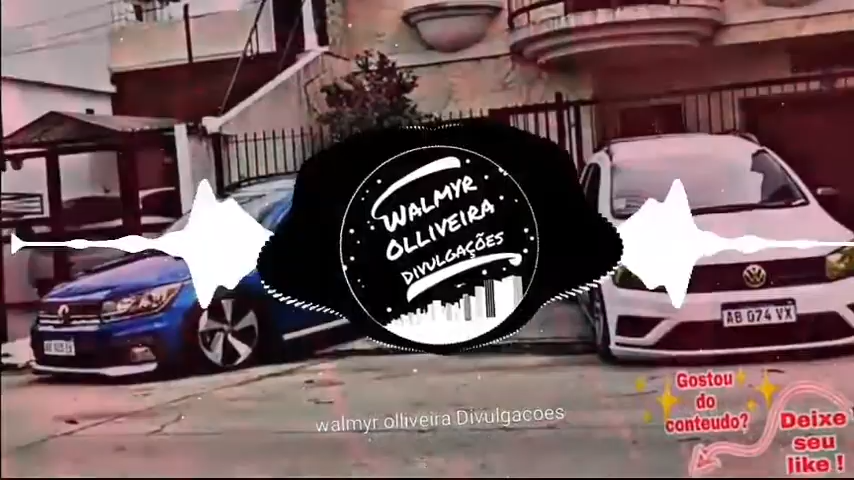 WALMYR
OLLIVEIRA
DIVULGAÇÕES
AB 074 VX
walmyr olliveira Divulgacoes
Gostou
do
conteudo?
Deixe
seu
like !